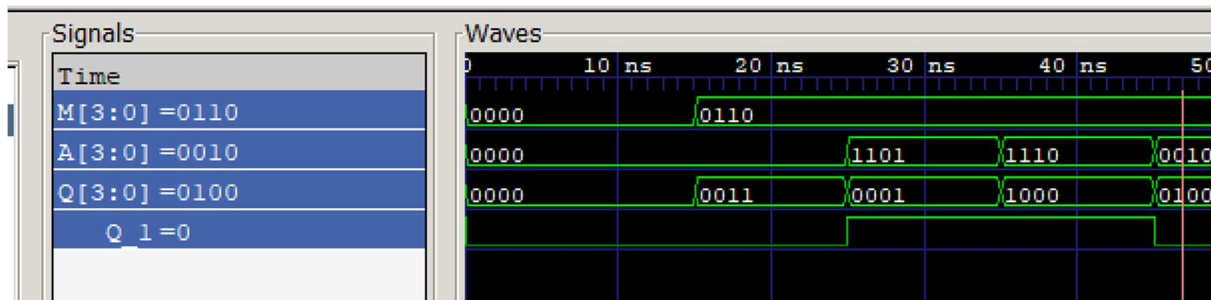 Signals
Waves
Time
0 10 ns 20 ns 30 ns 40 ns 50
M[3:0] =0110
0000 0110
A[3:0] =0010
0000 1101 1110 0010
Q[3:0] =0100
0000 0011 0001 1000 0100
Q_1=0